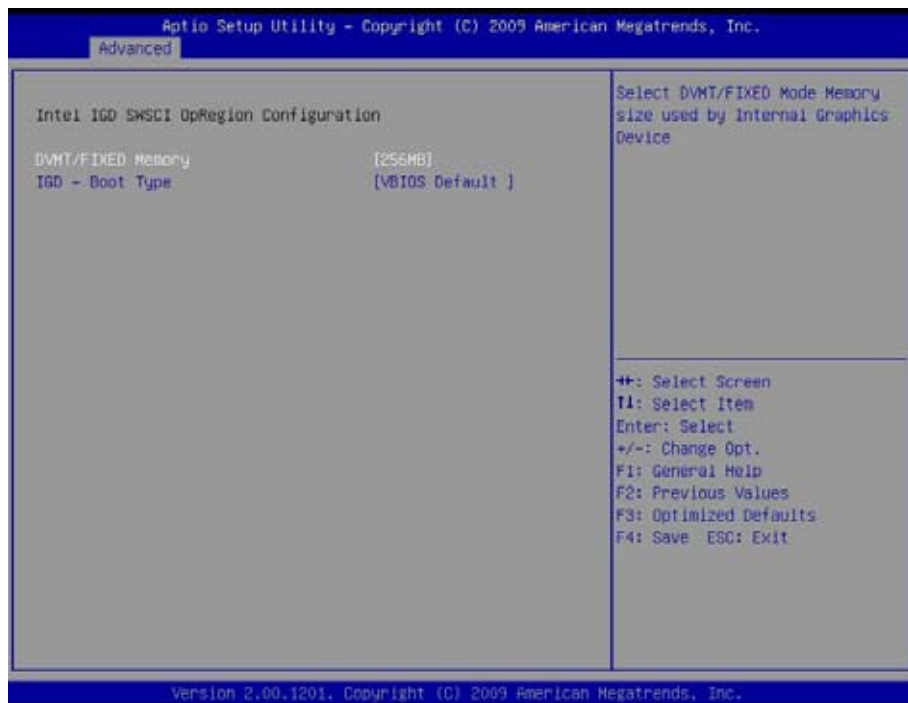 Aptio Setup Utility – Copyright (C) 2009 American Megatrends, Inc.
Advanced
Intel IGD SWSCI OpRegion Configuration
DVMT/FIXED Memory [256MB]
IGD - Boot Type [VBIOS Default ]
Select DVMT/FIXED Mode Memory
size used by Internal Graphics
Device
→←: Select Screen
↑↓: Select Item
Enter: Select
+/-: Change Opt.
F1: General Help
F2: Previous Values
F3: Optimized Defaults
F4: Save ESC: Exit
Version 2.00.1201. Copyright (C) 2009 American Megatrends, Inc.